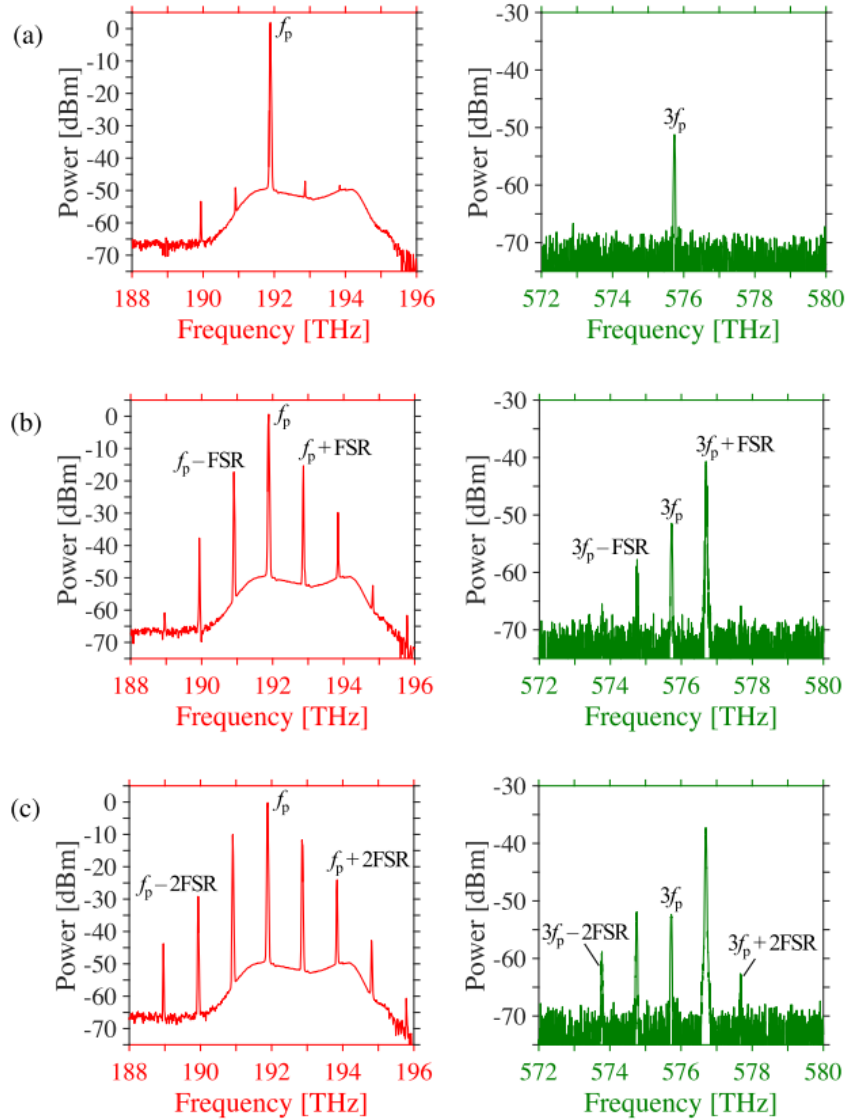 (a)
Power [dBm]
0
-10
-20
-30
-40
-50
-60
-70
fp
188 190 192 194 196
Frequency [THz]
Power [dBm]
-30
-40
-50
-60
-70
3fp
572 574 576 578 580
Frequency [THz]
(b)
Power [dBm]
0
-10
-20
-30
-40
-50
-60
-70
fp−FSR
fp
fp+FSR
188 190 192 194 196
Frequency [THz]
Power [dBm]
-30
-40
-50
-60
-70
3fp−FSR
3fp
3fp+FSR
572 574 576 578 580
Frequency [THz]
(c)
Power [dBm]
0
-10
-20
-30
-40
-50
-60
-70
fp−2FSR
fp
fp+2FSR
188 190 192 194 196
Frequency [THz]
Power [dBm]
-30
-40
-50
-60
-70
3fp−2FSR
3fp
3fp+2FSR
572 574 576 578 580
Frequency [THz]